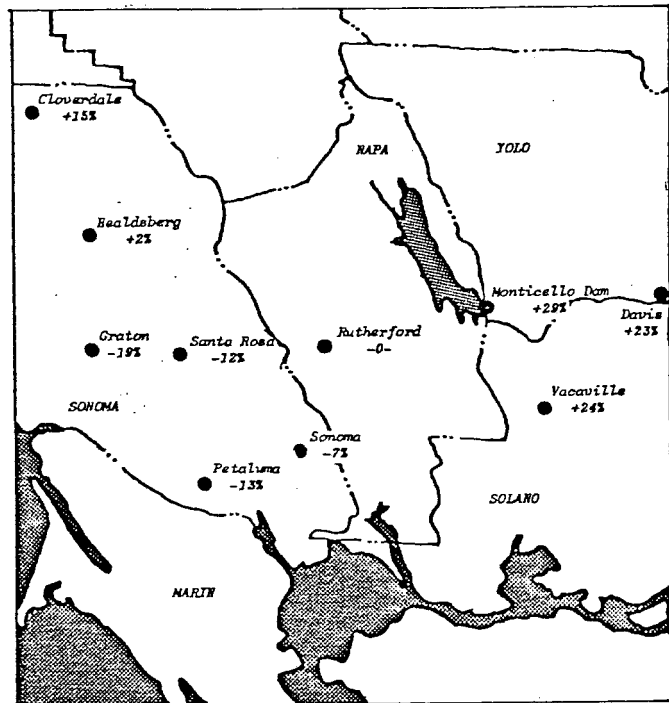 Cloverdale
+15%
NAPA
YOLO
Healdsberg
+2%
Monticello Dam
+29%
Davis
+23%
Graton
-19%
Santa Rosa
-12%
Rutherford
-0-
Vacaville
+24%
SONOMA
Sonoma
-7%
Petaluma
-13%
SOLANO
MARIN